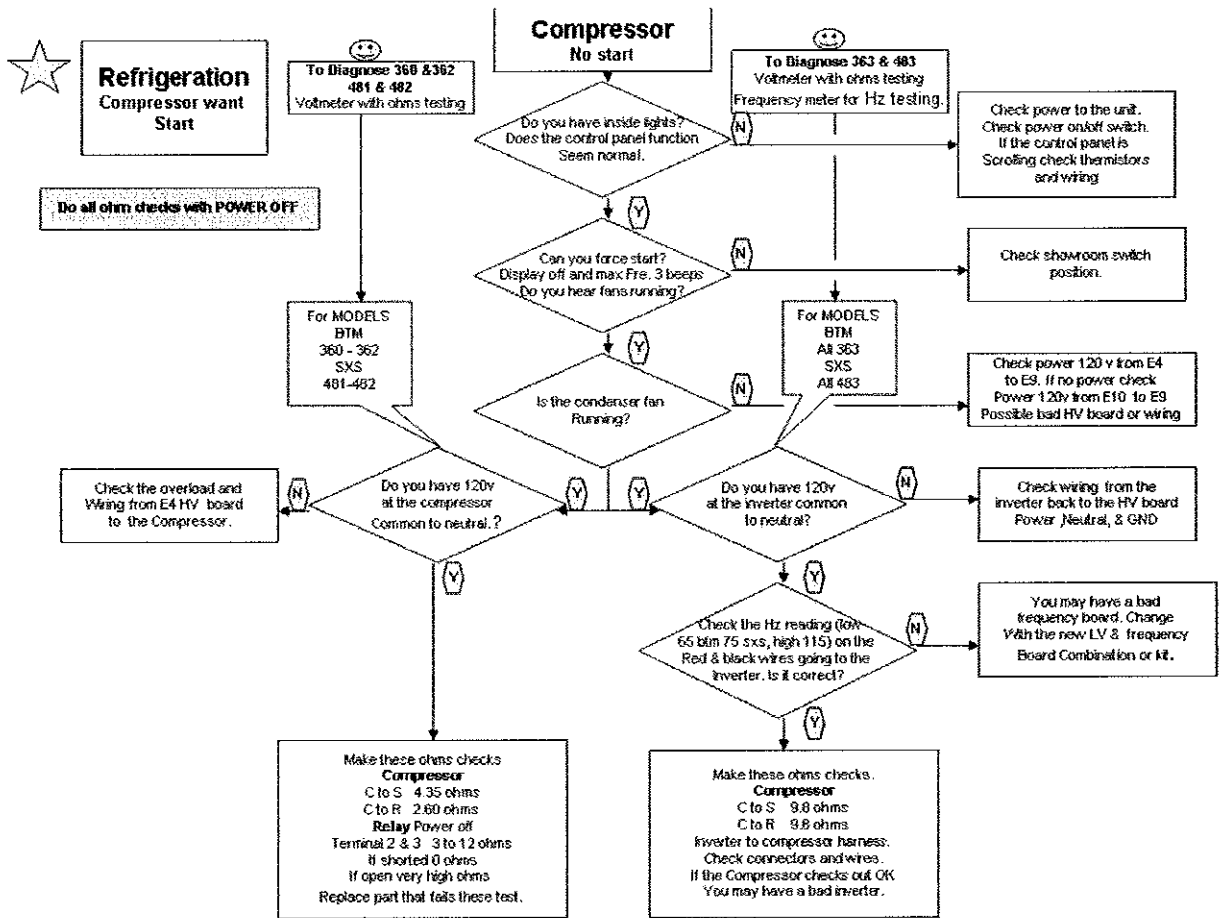 Refrigeration
Compressor want
Start
To Diagnose 360 &362
481 & 482
Voltmeter with ohms testing
Compressor
No start
To Diagnose 363 & 483
Voltmeter with ohms testing
Frequency meter for Hz testing.
Do you have inside lights?
Does the control panel function
Seem normal.
N
Check power to the unit.
Check power on/off switch.
If the control panel is
Scrolling check thermistors
and wiring
Do all ohm checks with POWER OFF
Y
Can you force start?
Display off and max Fre. 3 beeps
Do you hear fans running?
N
Check showroom switch
position.
For MODELS
BTM
360 - 362
SXS
481-482
Y
For MODELS
BTM
All 363
SXS
All 483
Is the condenser fan
Running?
N
Check power 120 v from E4
to E9. If no power check
Power 120v from E10 to E9
Possible bad HV board or wiring
Check the overload and
Wiring from E4 HV board
to the Compressor.
N
Do you have 120v
at the compressor
Common to neutral.?
Y
Y
Do you have 120v
at the inverter common
to neutral?
N
Check wiring from the
inverter back to the HV board
Power ,Neutral, & GND
Y
Y
Check the Hz reading (low
65 btm 75 sxs, high 115) on the
Red & black wires going to the
Inverter. Is it correct?
N
You may have a bad
frequency board. Change
With the new LV & frequency
Board Combination or kit.
Y
Make these ohms checks
Compressor
C to S 4.35 ohms
C to R 2.60 ohms
Relay Power off
Terminal 2 & 3 3 to 12 ohms
If shorted 0 ohms
If open very high ohms
Replace part that fails these test.
Make these ohms checks.
Compressor
C to S 9.8 ohms
C to R 9.8 ohms
Inverter to compressor harness.
Check connectors and wires.
If the Compressor checks out OK
You may have a bad inverter.